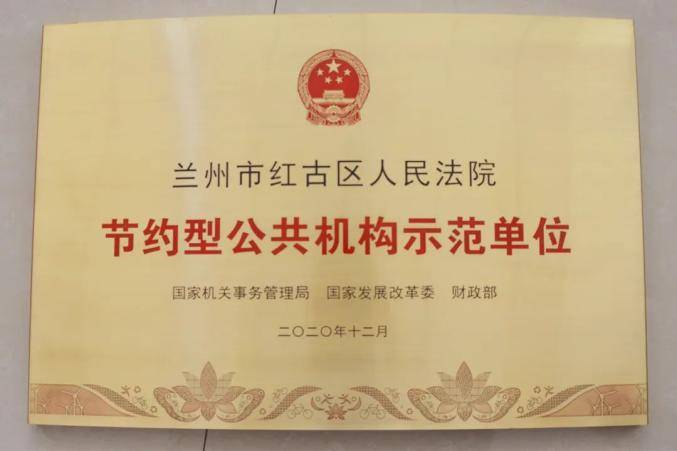 兰州市红古区人民法院
节约型公共机构示范单位
国家机关事务管理局 国家发展改革委 财政部
二〇二〇年十二月